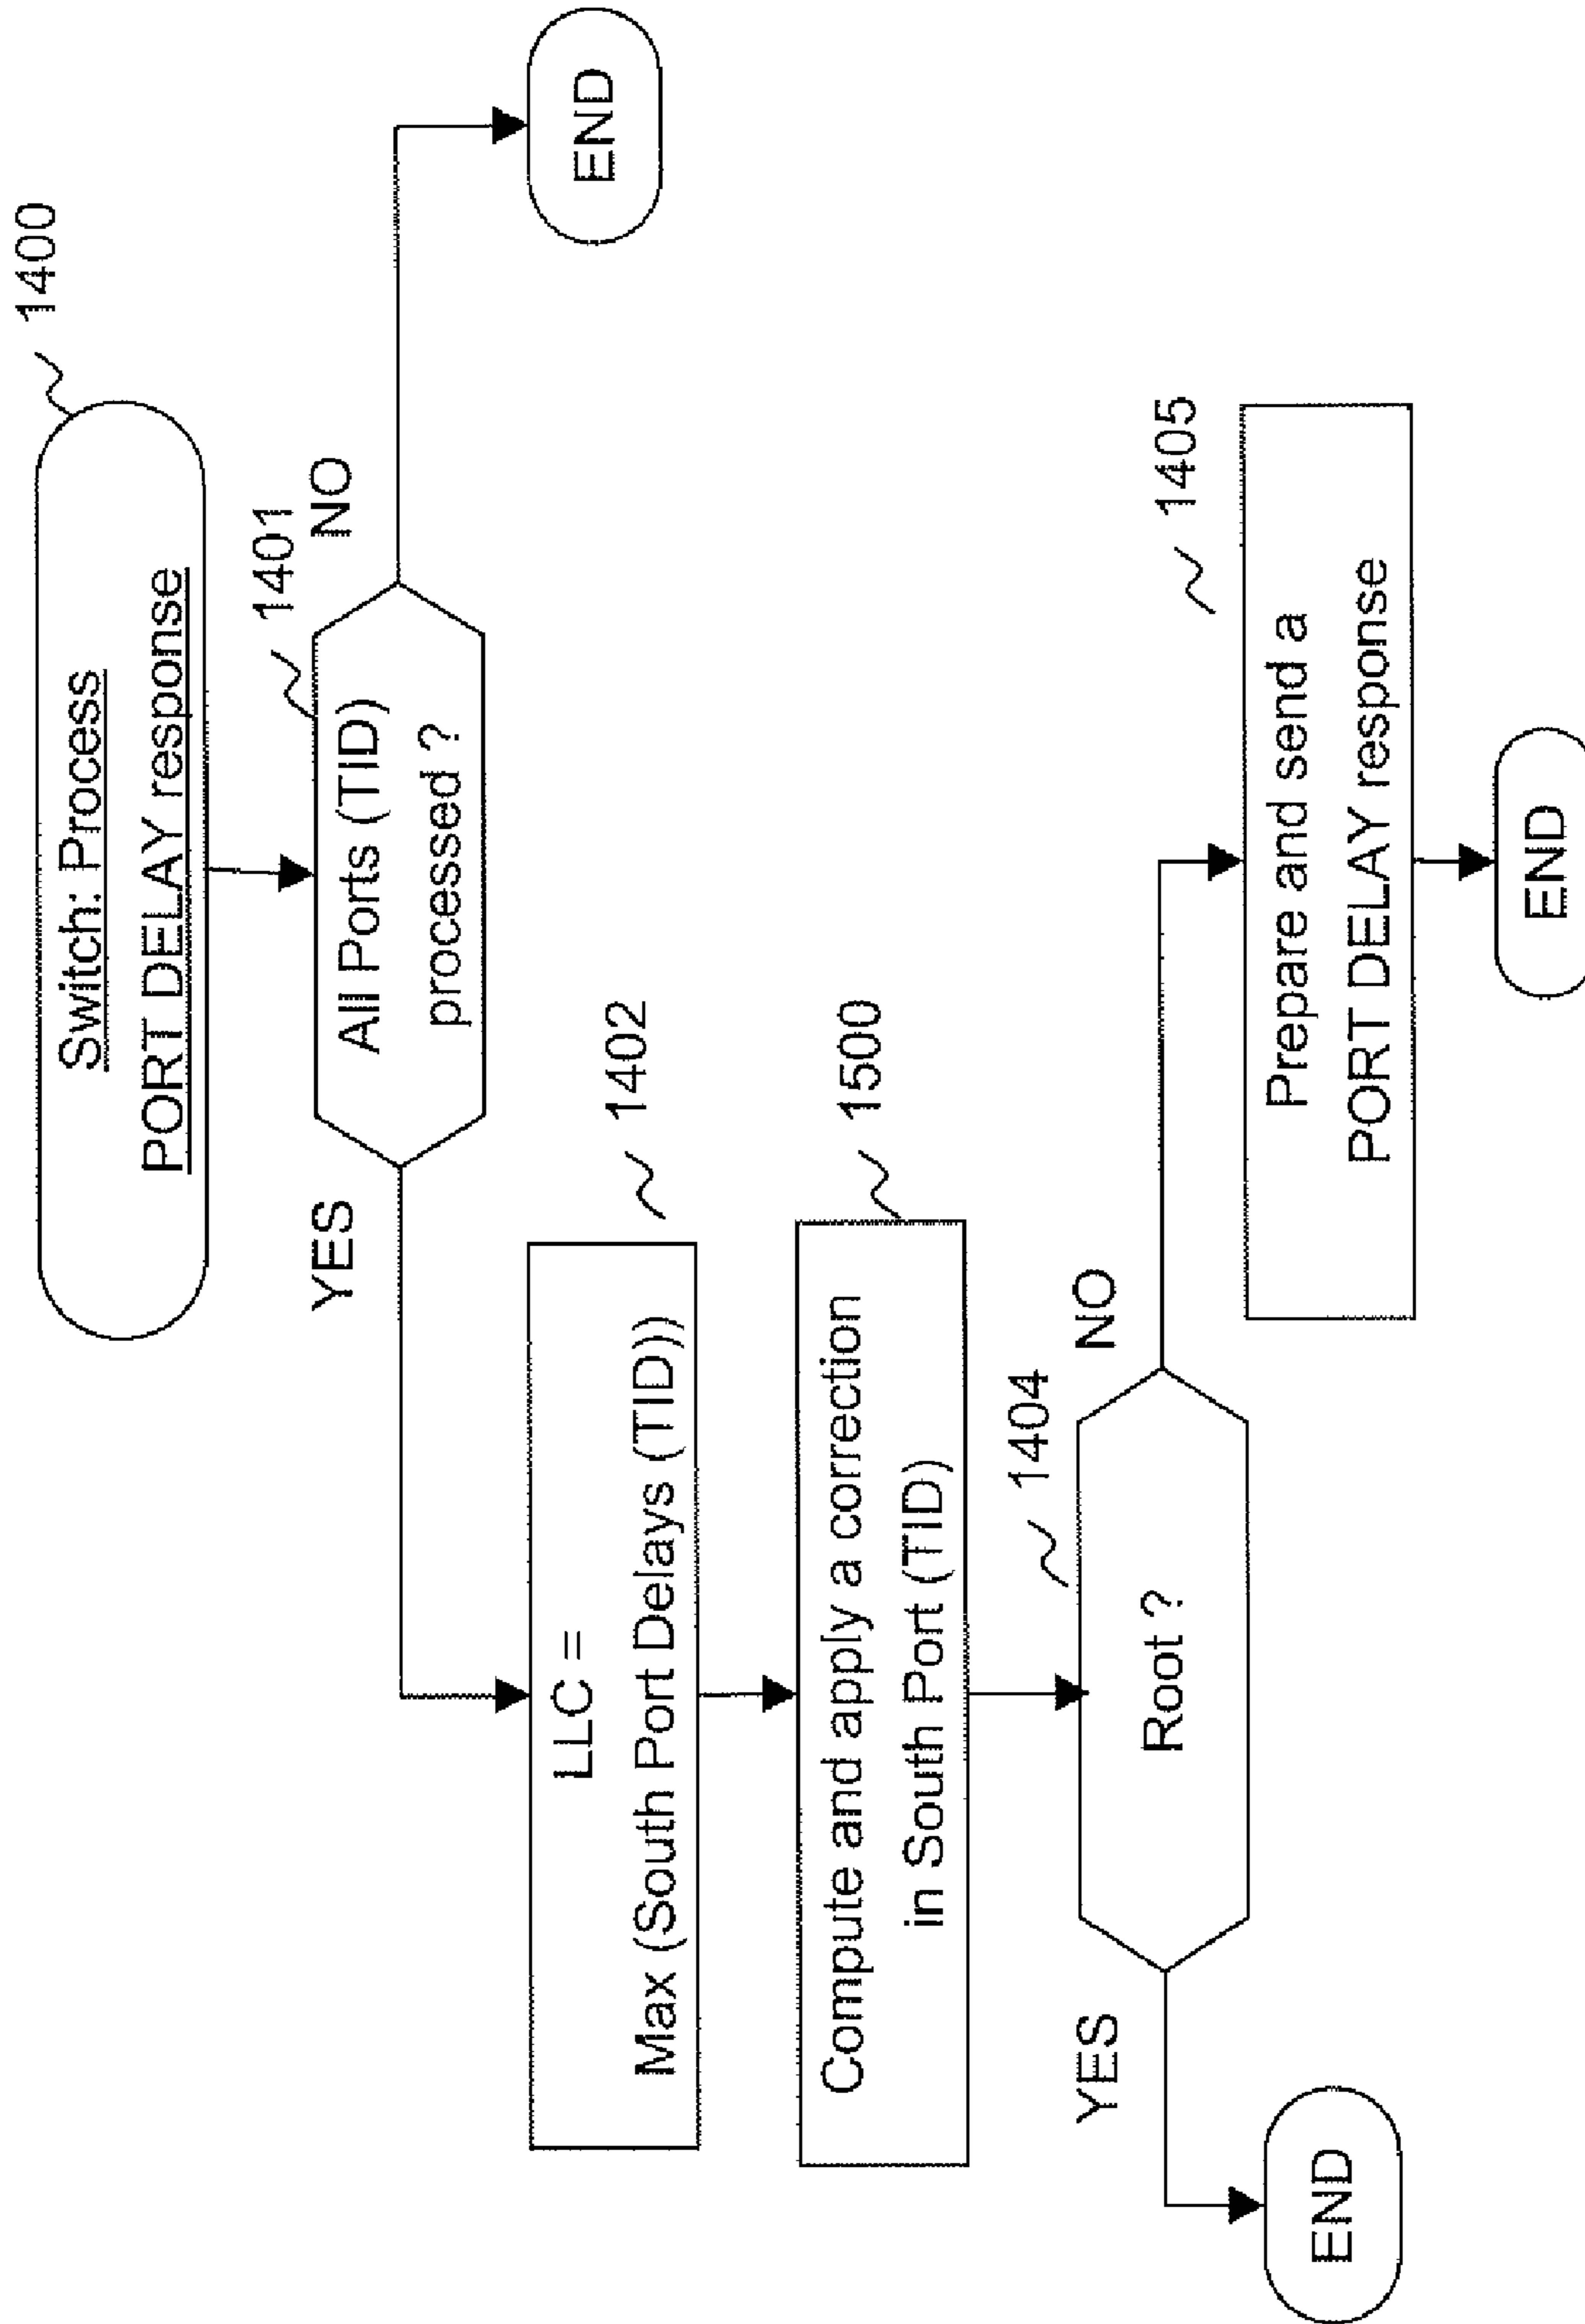 1400
Switch: Process
PORT DELAY response
1401
All Ports (TID)
processed ?
YES
NO
END
1402
LLC =
Max (South Port Delays (TID))
1500
Compute and apply a correction
in South Port (TID)
1404
Root ?
YES
NO
END
1405
Prepare and send a
PORT DELAY response
END